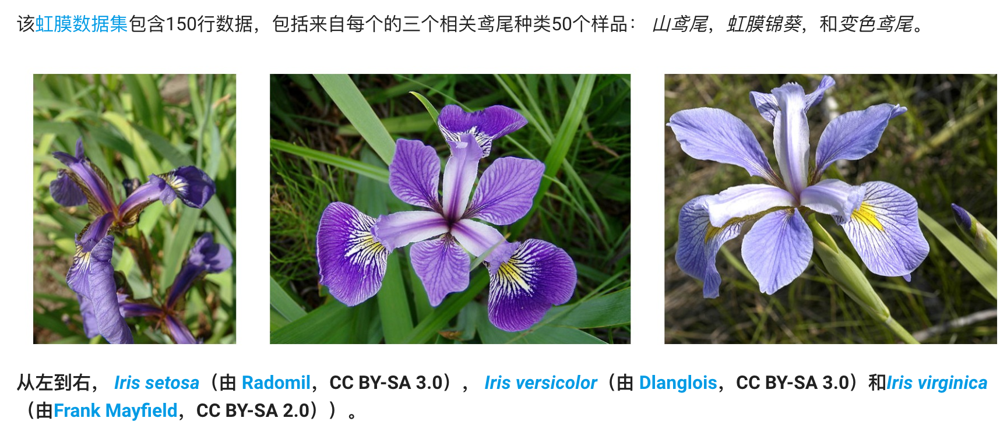 该虹膜数据集包含150行数据，包括来自每个的三个相关鸢尾种类50个样品： 山鸢尾，虹膜锦葵，和变色鸢尾。
从左到右， Iris setosa（由 Radomil，CC BY-SA 3.0），Iris versicolor（由 Dlanglois，CC BY-SA 3.0）和Iris virginica
（由Frank Mayfield，CC BY-SA 2.0））。